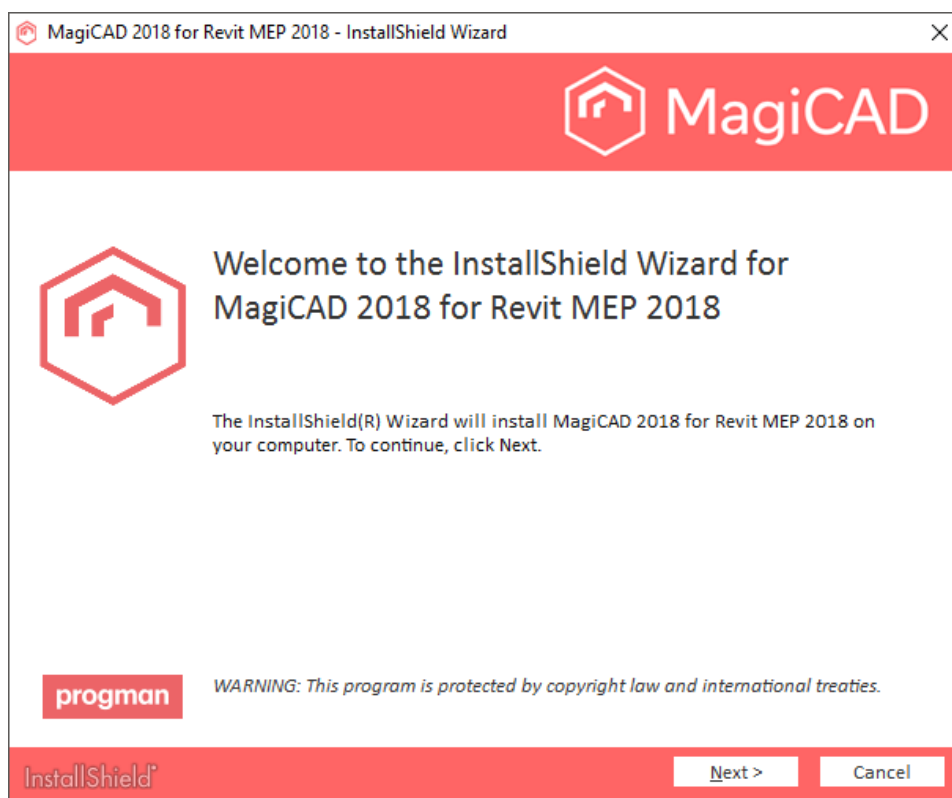 MagiCAD 2018 for Revit MEP 2018 - InstallShield Wizard
MagiCAD
Welcome to the InstallShield Wizard for
MagiCAD 2018 for Revit MEP 2018
The InstallShield(R) Wizard will install MagiCAD 2018 for Revit MEP 2018 on
your computer. To continue, click Next.
progman
WARNING: This program is protected by copyright law and international treaties.
InstallShield®
Next >
Cancel